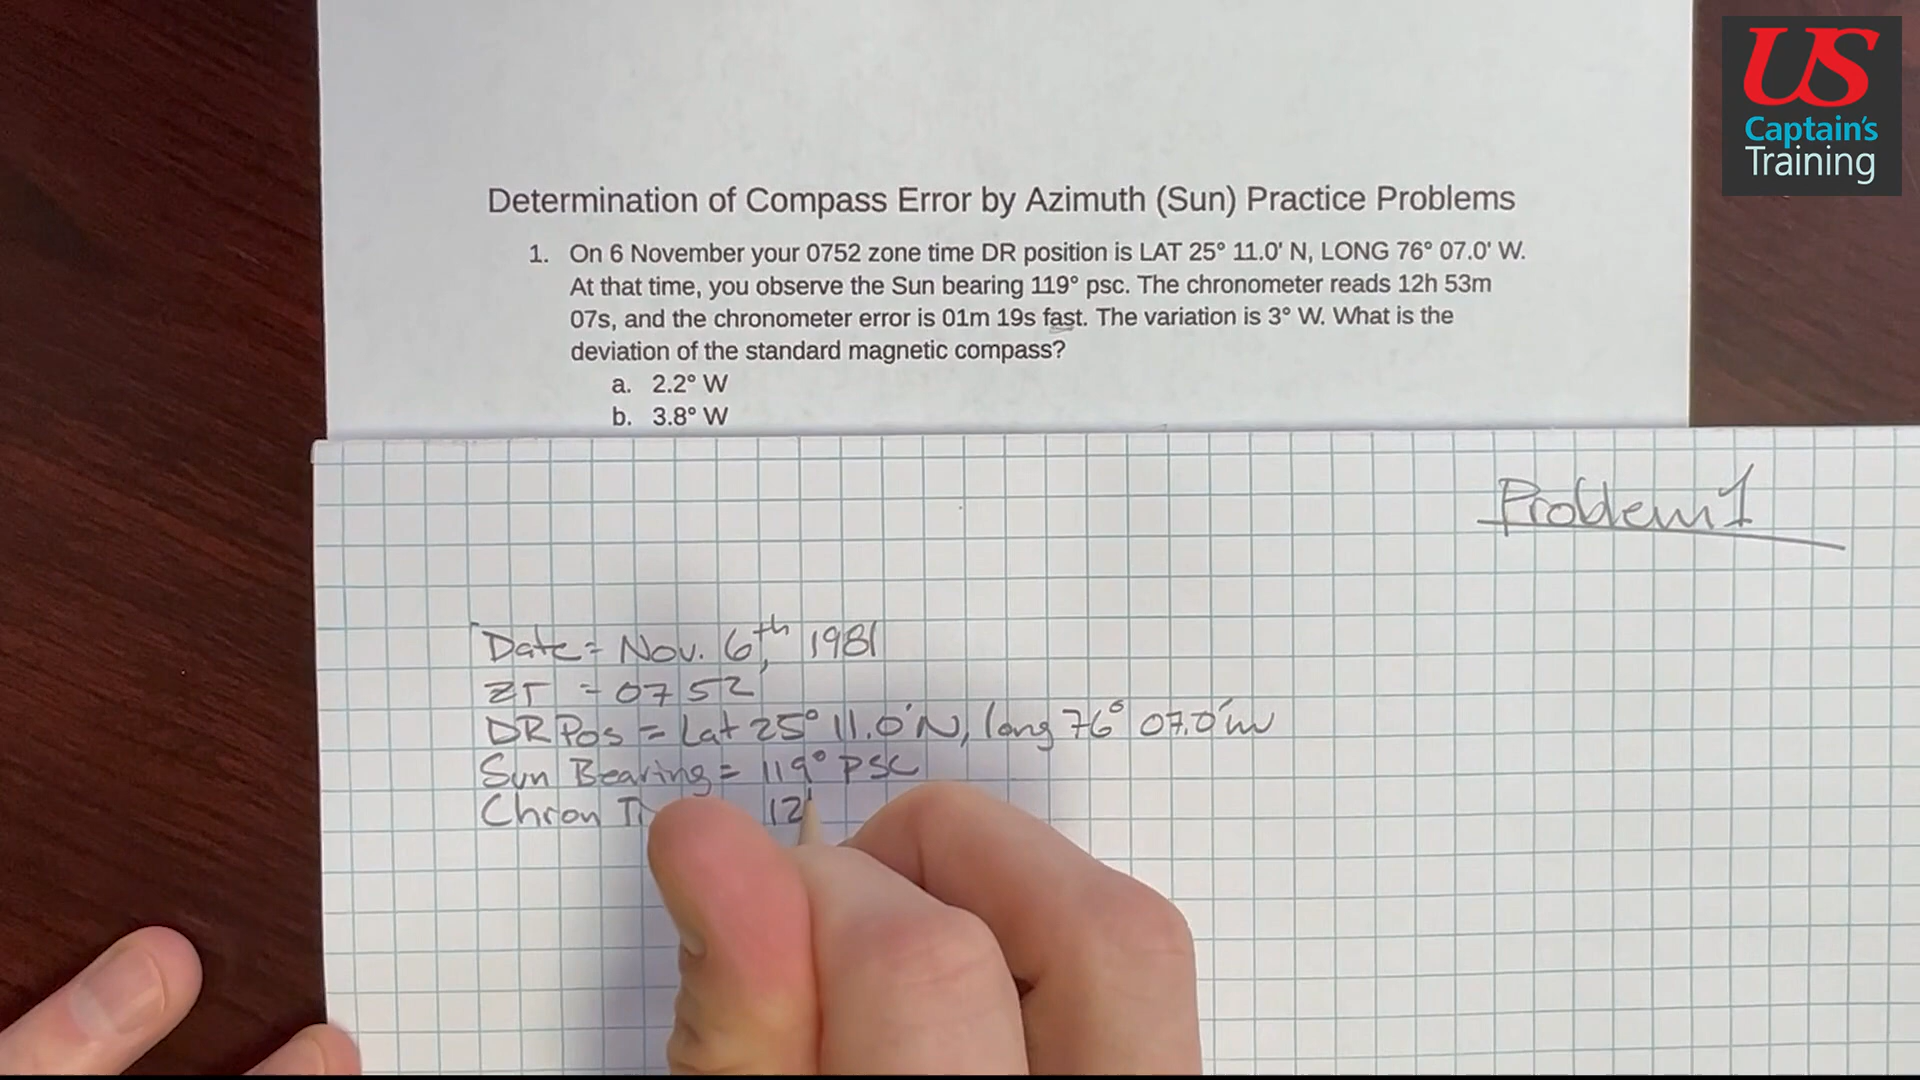 US
Captain's
Training
Determination of Compass Error by Azimuth (Sun) Practice Problems
1. On 6 November your 0752 zone time DR position is LAT 25° 11.0' N, LONG 76° 07.0' W.
At that time, you observe the Sun bearing 119° psc. The chronometer reads 12h 53m
07s, and the chronometer error is 01m 19s fast. The variation is 3° W. What is the
deviation of the standard magnetic compass?
a. 2.2° W
b. 3.8° W
Problem 1
Date = Nov. 6th, 1981
ZT = 0752
DR Pos = Lat 25° 11.0' N, long 76° 07.0' W
Sun Bearing = 119° psc
Chron 12